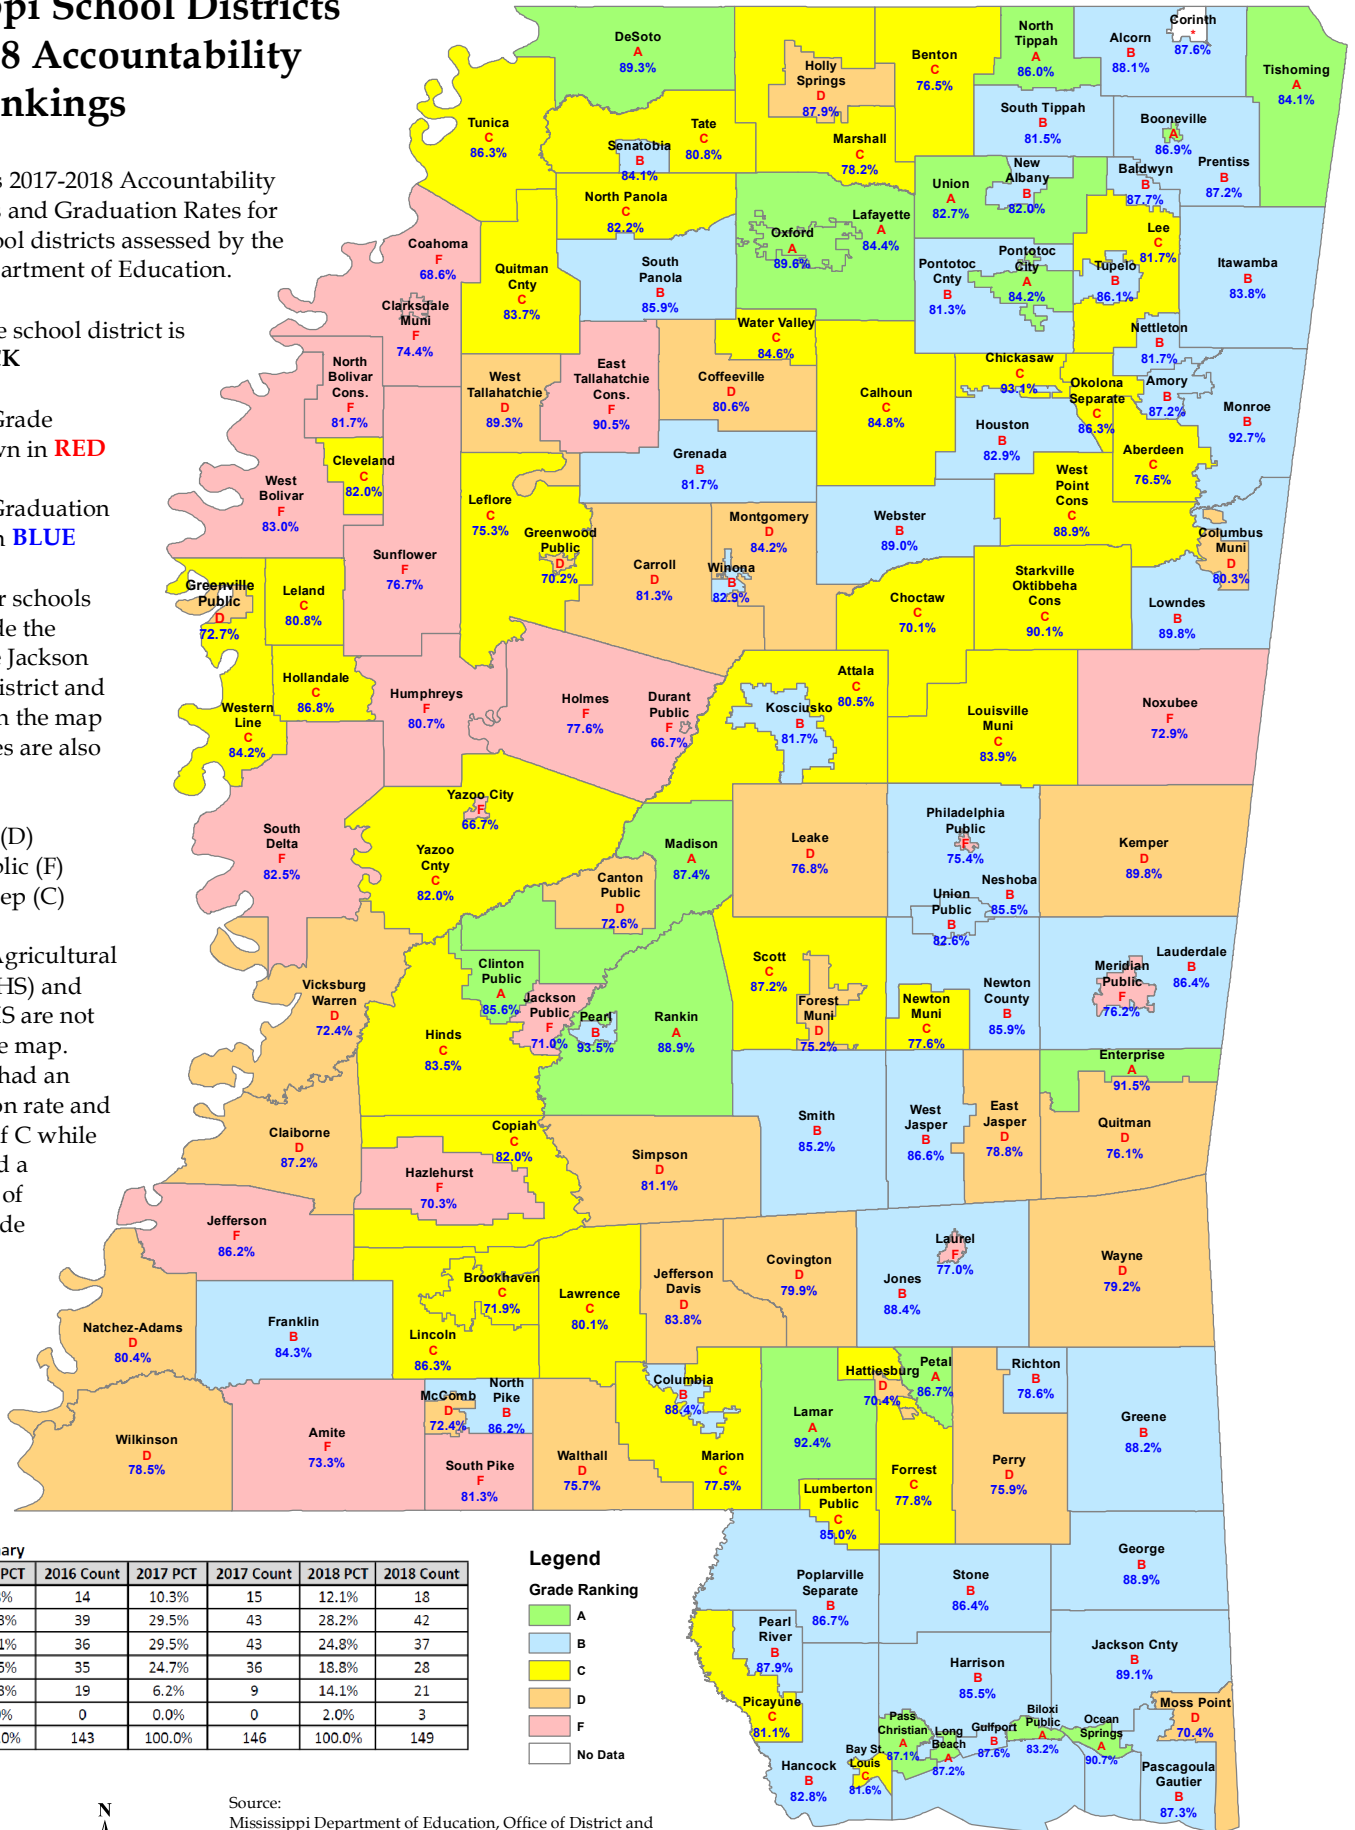 ppi School Districts
8 Accountability
nkings
s 2017-2018 Accountability
s and Graduation Rates for
ool districts assessed by the
artment of Education.
e school district is
CK
Grade
wn in RED
Graduation
n BLUE
r schools
de the
e Jackson
istrict and
n the map
es are also
(D)
olic (F)
ep (C)
Agricultural
HS) and
IS are not
e map.
had an
on rate and
of C while
d a
of
de
DeSoto
A
89.3%
Holly
Springs
D
87.9%
Benton
C
76.5%
North
Tippah
A
86.0%
Alcorn
B
88.1%
Corinth
*
87.6%
Tishoming
A
84.1%
Tunica
C
86.3%
Senatobia
B
84.1%
Tate
C
80.8%
Marshall
C
78.2%
South Tippah
B
81.5%
Booneville
A
86.9%
Prentiss
B
87.2%
Baldwyn
B
87.7%
New
Albany
B
82.0%
Union
A
82.7%
North Panola
C
82.2%
Oxford
A
89.6%
Lafayette
A
84.4%
Lee
C
81.7%
Tupelo
B
86.1%
Itawamba
B
83.8%
Pontotoc
City
A
84.2%
Pontotoc
Cnty
B
81.3%
Coahoma
F
68.6%
Clarksdale
Muni
F
74.4%
Quitman
Cnty
C
83.7%
South
Panola
B
85.9%
Water Valley
C
84.6%
Nettleton
B
81.7%
Chickasaw
C
93.1%
Okolona
Separate
C
86.3%
Amory
B
87.2%
Monroe
B
92.7%
North
Bolivar
Cons.
F
81.7%
West
Tallahatchie
D
89.3%
East
Tallahatchie
Cons.
F
90.5%
Coffeeville
D
80.6%
Calhoun
C
84.8%
Houston
B
82.9%
Aberdeen
C
76.5%
Cleveland
C
82.0%
West
Bolivar
F
83.0%
Leflore
C
75.3%
Grenada
B
81.7%
West
Point
Cons
C
88.9%
Sunflower
F
76.7%
Greenwood
Public
D
70.2%
Carroll
D
81.3%
Montgomery
D
84.2%
Winona
B
82.9%
Webster
B
89.0%
Columbus
Muni
D
80.3%
Greenville
Public
D
72.7%
Leland
C
80.8%
Choctaw
C
70.1%
Starkville
Oktibbeha
Cons
C
90.1%
Lowndes
B
89.8%
Hollandale
C
86.8%
Western
Line
C
84.2%
Humphreys
F
80.7%
Holmes
F
77.6%
Durant
Public
F
66.7%
Attala
C
80.5%
Kosciusko
B
81.7%
Louisville
Muni
C
83.9%
Noxubee
F
72.9%
Yazoo City
F
66.7%
Yazoo
Cnty
C
82.0%
South
Delta
F
82.5%
Madison
A
87.4%
Canton
Public
D
72.6%
Leake
D
76.8%
Philadelphia
Public
F
75.4%
Neshoba
B
85.5%
Union
Public
B
82.6%
Kemper
D
89.8%
Vicksburg
Warren
D
72.4%
Clinton
Public
A
85.6%
Jackson
Public
F
71.0%
Pearl
B
93.5%
Rankin
A
88.9%
Hinds
C
83.5%
Scott
C
87.2%
Forest
Muni
D
75.2%
Newton
Muni
C
77.6%
Newton
County
B
85.9%
Meridian
Public
F
76.2%
Lauderdale
B
86.4%
Enterprise
A
91.5%
Claiborne
D
87.2%
Copiah
C
82.0%
Hazlehurst
F
70.3%
Simpson
D
81.1%
Smith
B
85.2%
West
Jasper
B
86.6%
East
Jasper
D
78.8%
Quitman
D
76.1%
Jefferson
F
86.2%
Brookhaven
C
71.9%
Lincoln
C
86.3%
Lawrence
C
80.1%
Jefferson
Davis
D
83.8%
Covington
D
79.9%
Jones
B
88.4%
Laurel
F
77.0%
Wayne
D
79.2%
Natchez-Adams
D
80.4%
Franklin
B
84.3%
Wilkinson
D
78.5%
Amite
F
73.3%
McComb
D
72.4%
North
Pike
B
86.2%
South Pike
F
81.3%
Walthall
D
75.7%
Columbia
B
88.4%
Marion
C
77.5%
Lamar
A
92.4%
Hattiesburg
D
70.4%
Petal
A
86.7%
Richton
B
78.6%
Greene
B
88.2%
Forrest
C
77.8%
Perry
D
75.9%
Lumberton
Public
C
85.0%
Poplarville
Separate
B
86.7%
Stone
B
86.4%
George
B
88.9%
Pearl
River
B
87.9%
Picayune
C
81.1%
Harrison
B
85.5%
Jackson Cnty
B
89.1%
Moss Point
D
70.4%
Hancock
B
82.8%
Bay St.
Louis
C
81.6%
Pass
Christian
A
87.1%
Long
Beach
A
87.2%
Gulfport
B
87.6%
Biloxi
Public
A
83.2%
Ocean
Springs
A
90.7%
Pascagoula
Gautier
B
87.3%
ary
PCT 2016 Count 2017 PCT 2017 Count 2018 PCT 2018 Count
% 14 10.3% 15 12.1% 18
3% 39 29.5% 43 28.2% 42
1% 36 29.5% 43 24.8% 37
5% 35 24.7% 36 18.8% 28
3% 19 6.2% 9 14.1% 21
% 0 0.0% 0 2.0% 3
0% 143 100.0% 146 100.0% 149
Legend
Grade Ranking
A
B
C
D
F
No Data
N
Source:
Mississippi Department of Education, Office of District and